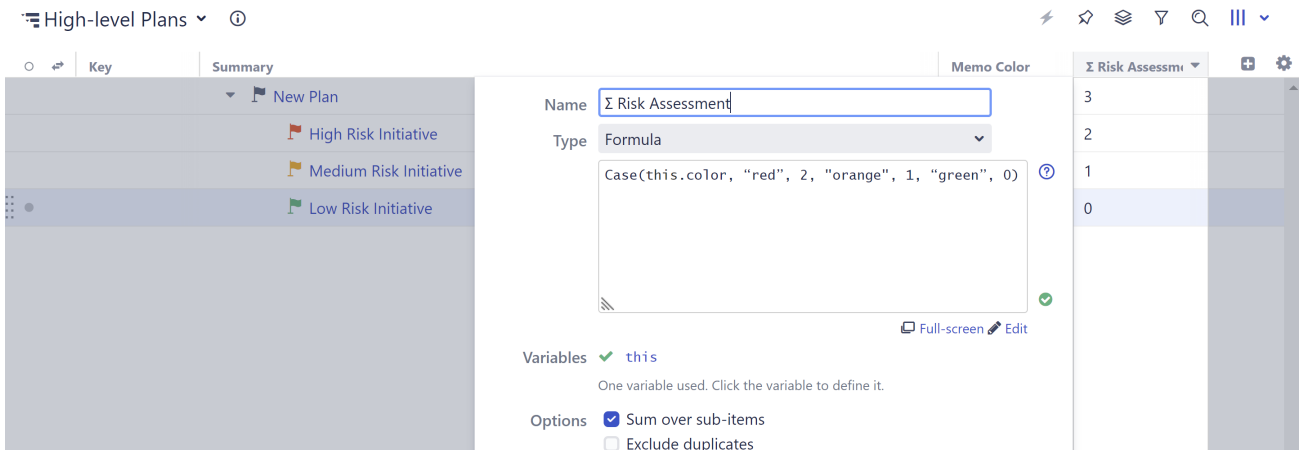 High-level Plans
Key Summary Memo Color Σ Risk Assessm
New Plan 3
High Risk Initiative 2
Medium Risk Initiative 1
Low Risk Initiative 0
Name Σ Risk Assessment
Type Formula
Case(this.color, “red”, 2, "orange", 1, “green”, 0)
Full-screen Edit
Variables this
One variable used. Click the variable to define it.
Options Sum over sub-items
Exclude duplicates